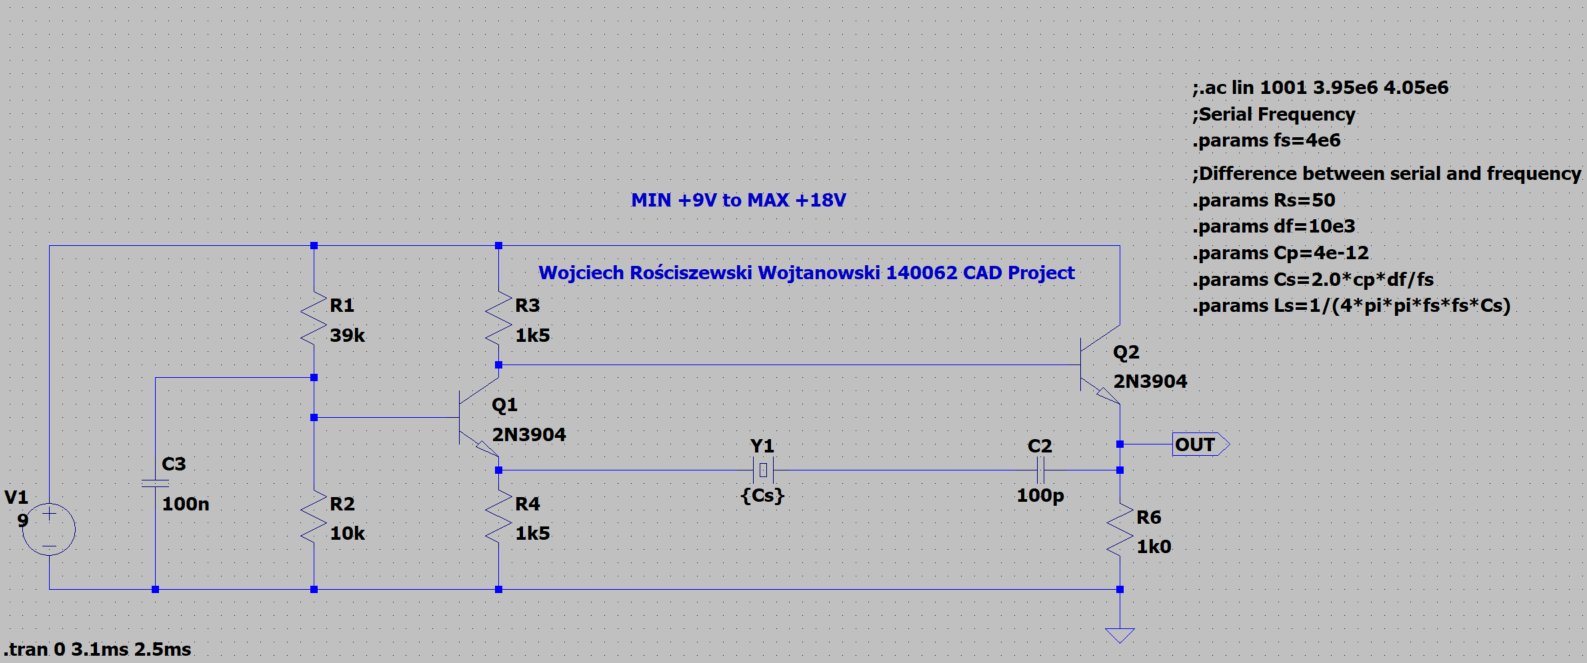 ;.ac lin 1001 3.95e6 4.05e6
;Serial Frequency
.params fs=4e6
;Difference between serial and frequency
.params Rs=50
.params df=10e3
.params Cp=4e-12
.params Cs=2.0*cp*df/fs
.params Ls=1/(4*pi*pi*fs*fs*Cs)
MIN +9V to MAX +18V
Wojciech Rościszewski Wojtanowski 140062 CAD Project
R1
39k
R3
1k5
Q2
2N3904
Q1
2N3904
Y1
{Cs}
C2
100p
OUT
C3
100n
V1
9
R2
10k
R4
1k5
R6
1k0
.tran 0 3.1ms 2.5ms